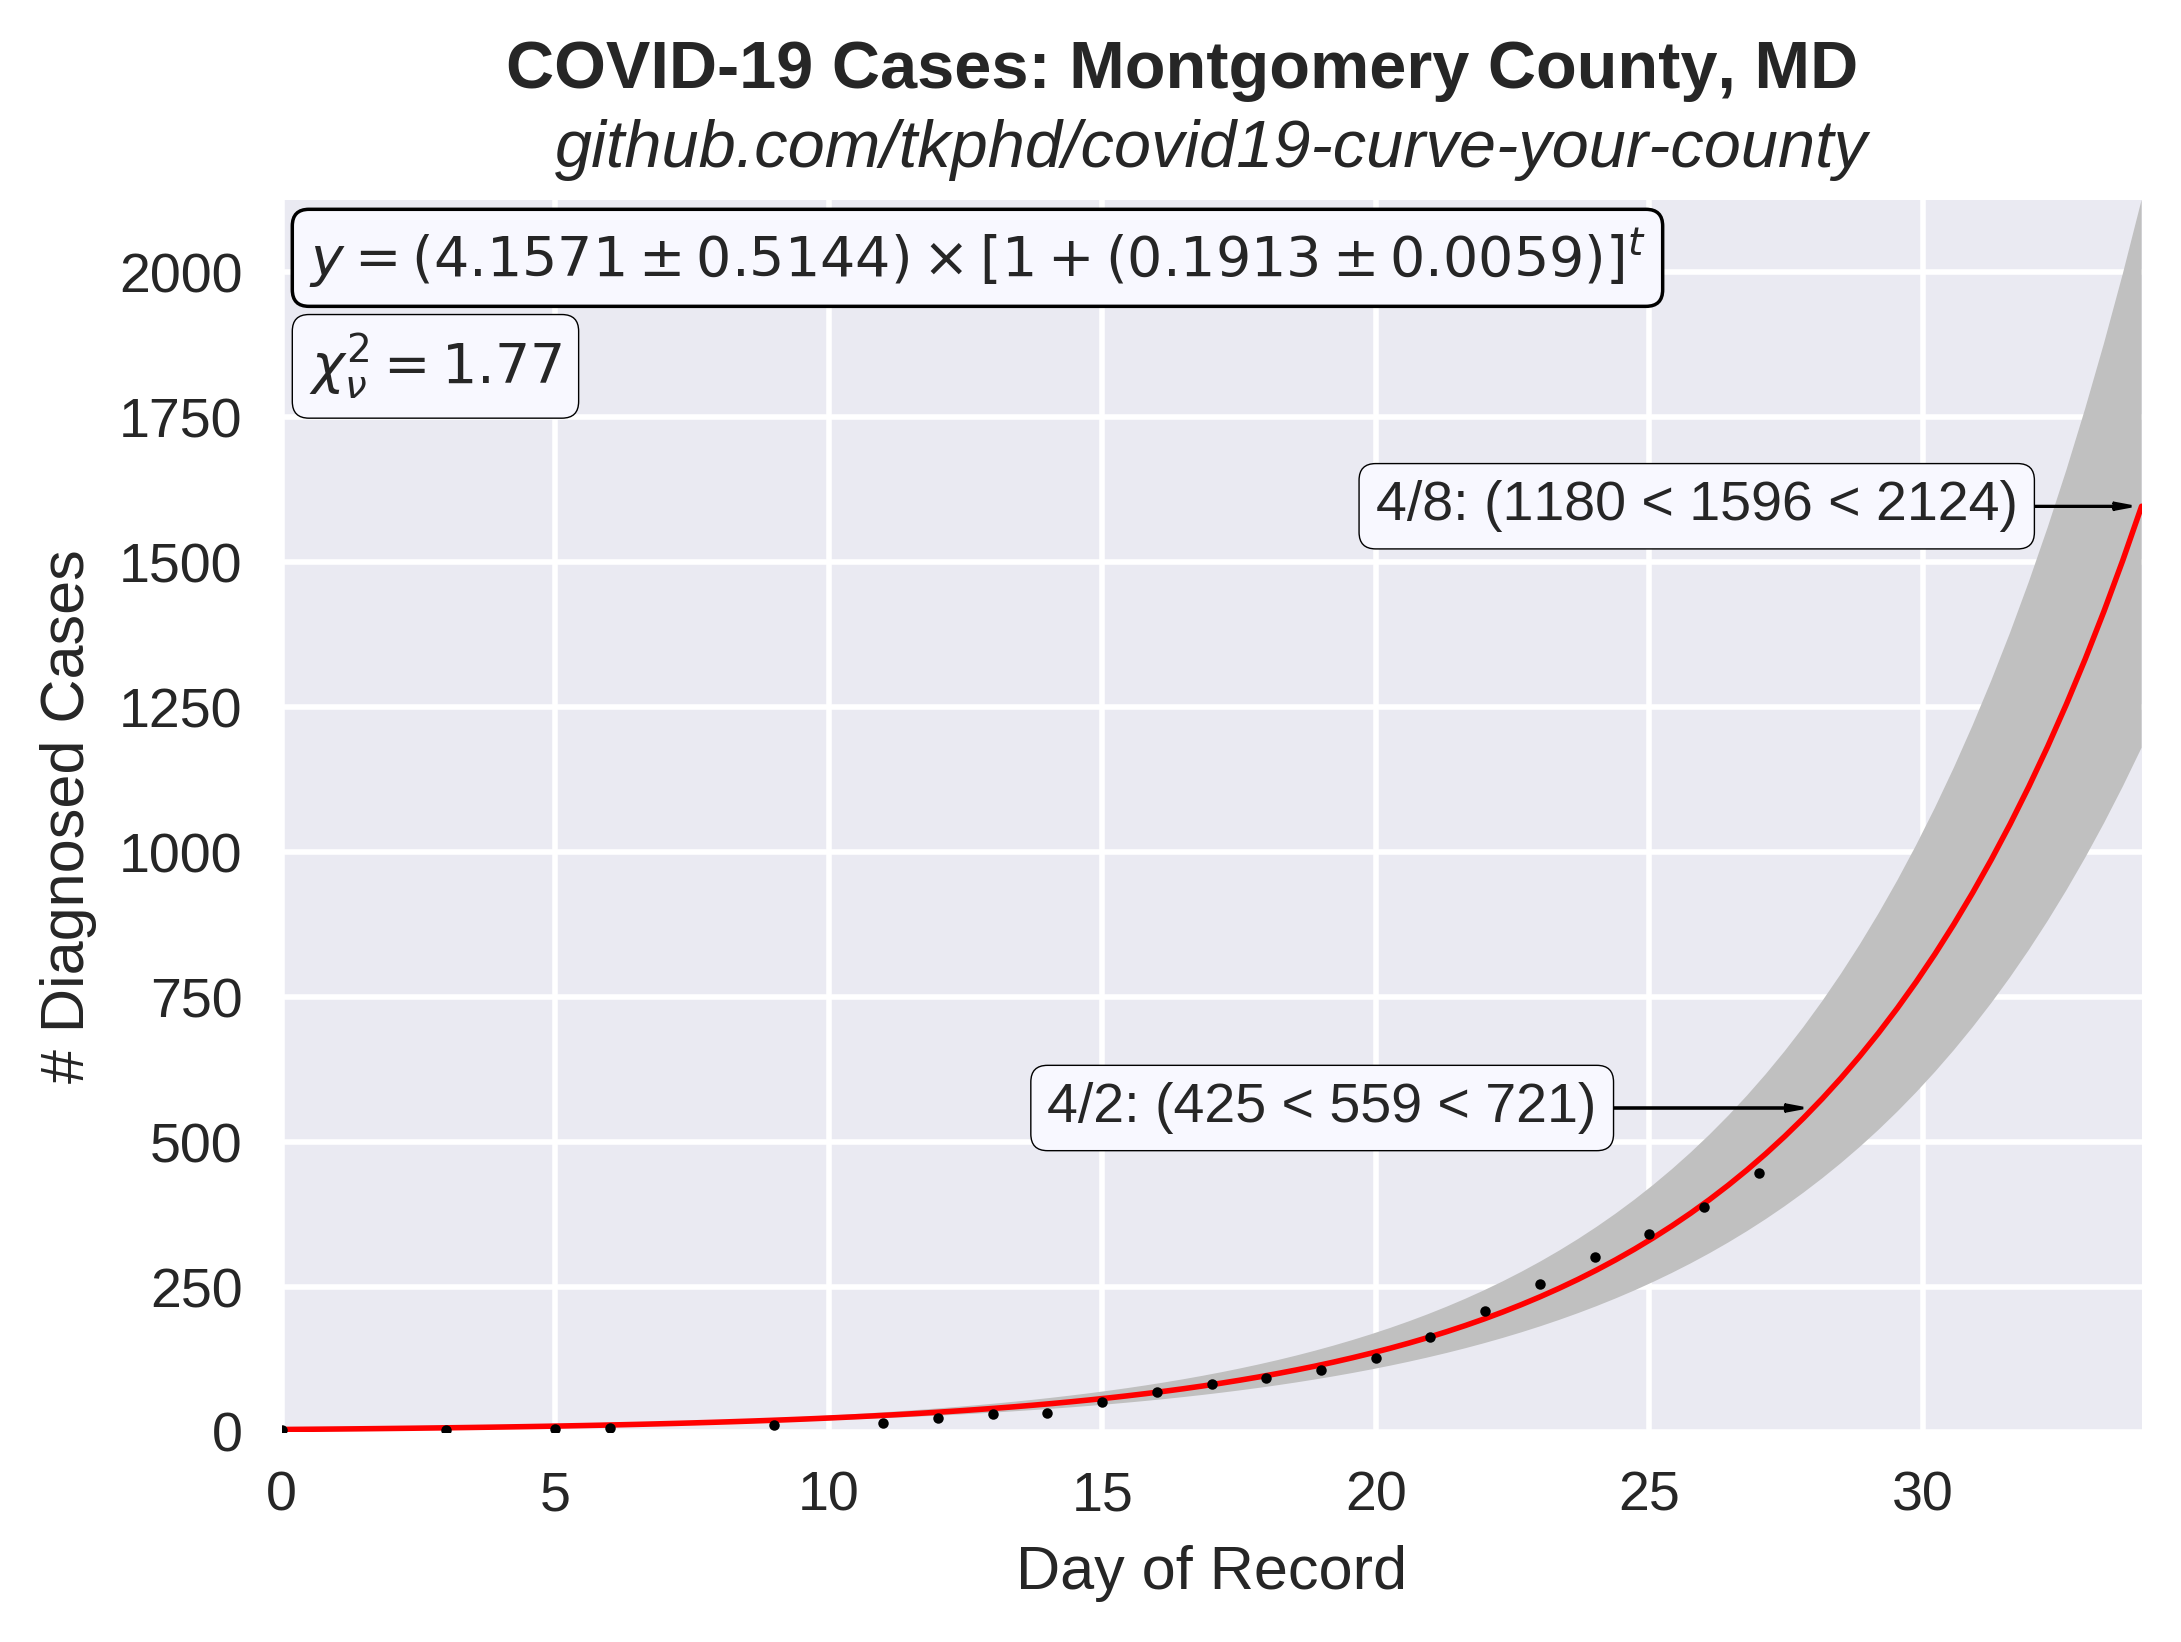 COVID-19 Cases: Montgomery County, MD
github.com/tkphd/covid19-curve-your-county
y = (4.1571 ± 0.5144) × [1 + (0.1913 ± 0.0059)]^t
χ²ᵥ = 1.77
2000
1750
1500
1250
1000
750
500
250
0
# Diagnosed Cases
4/8: (1180 < 1596 < 2124)
4/2: (425 < 559 < 721)
0 5 10 15 20 25 30
Day of Record